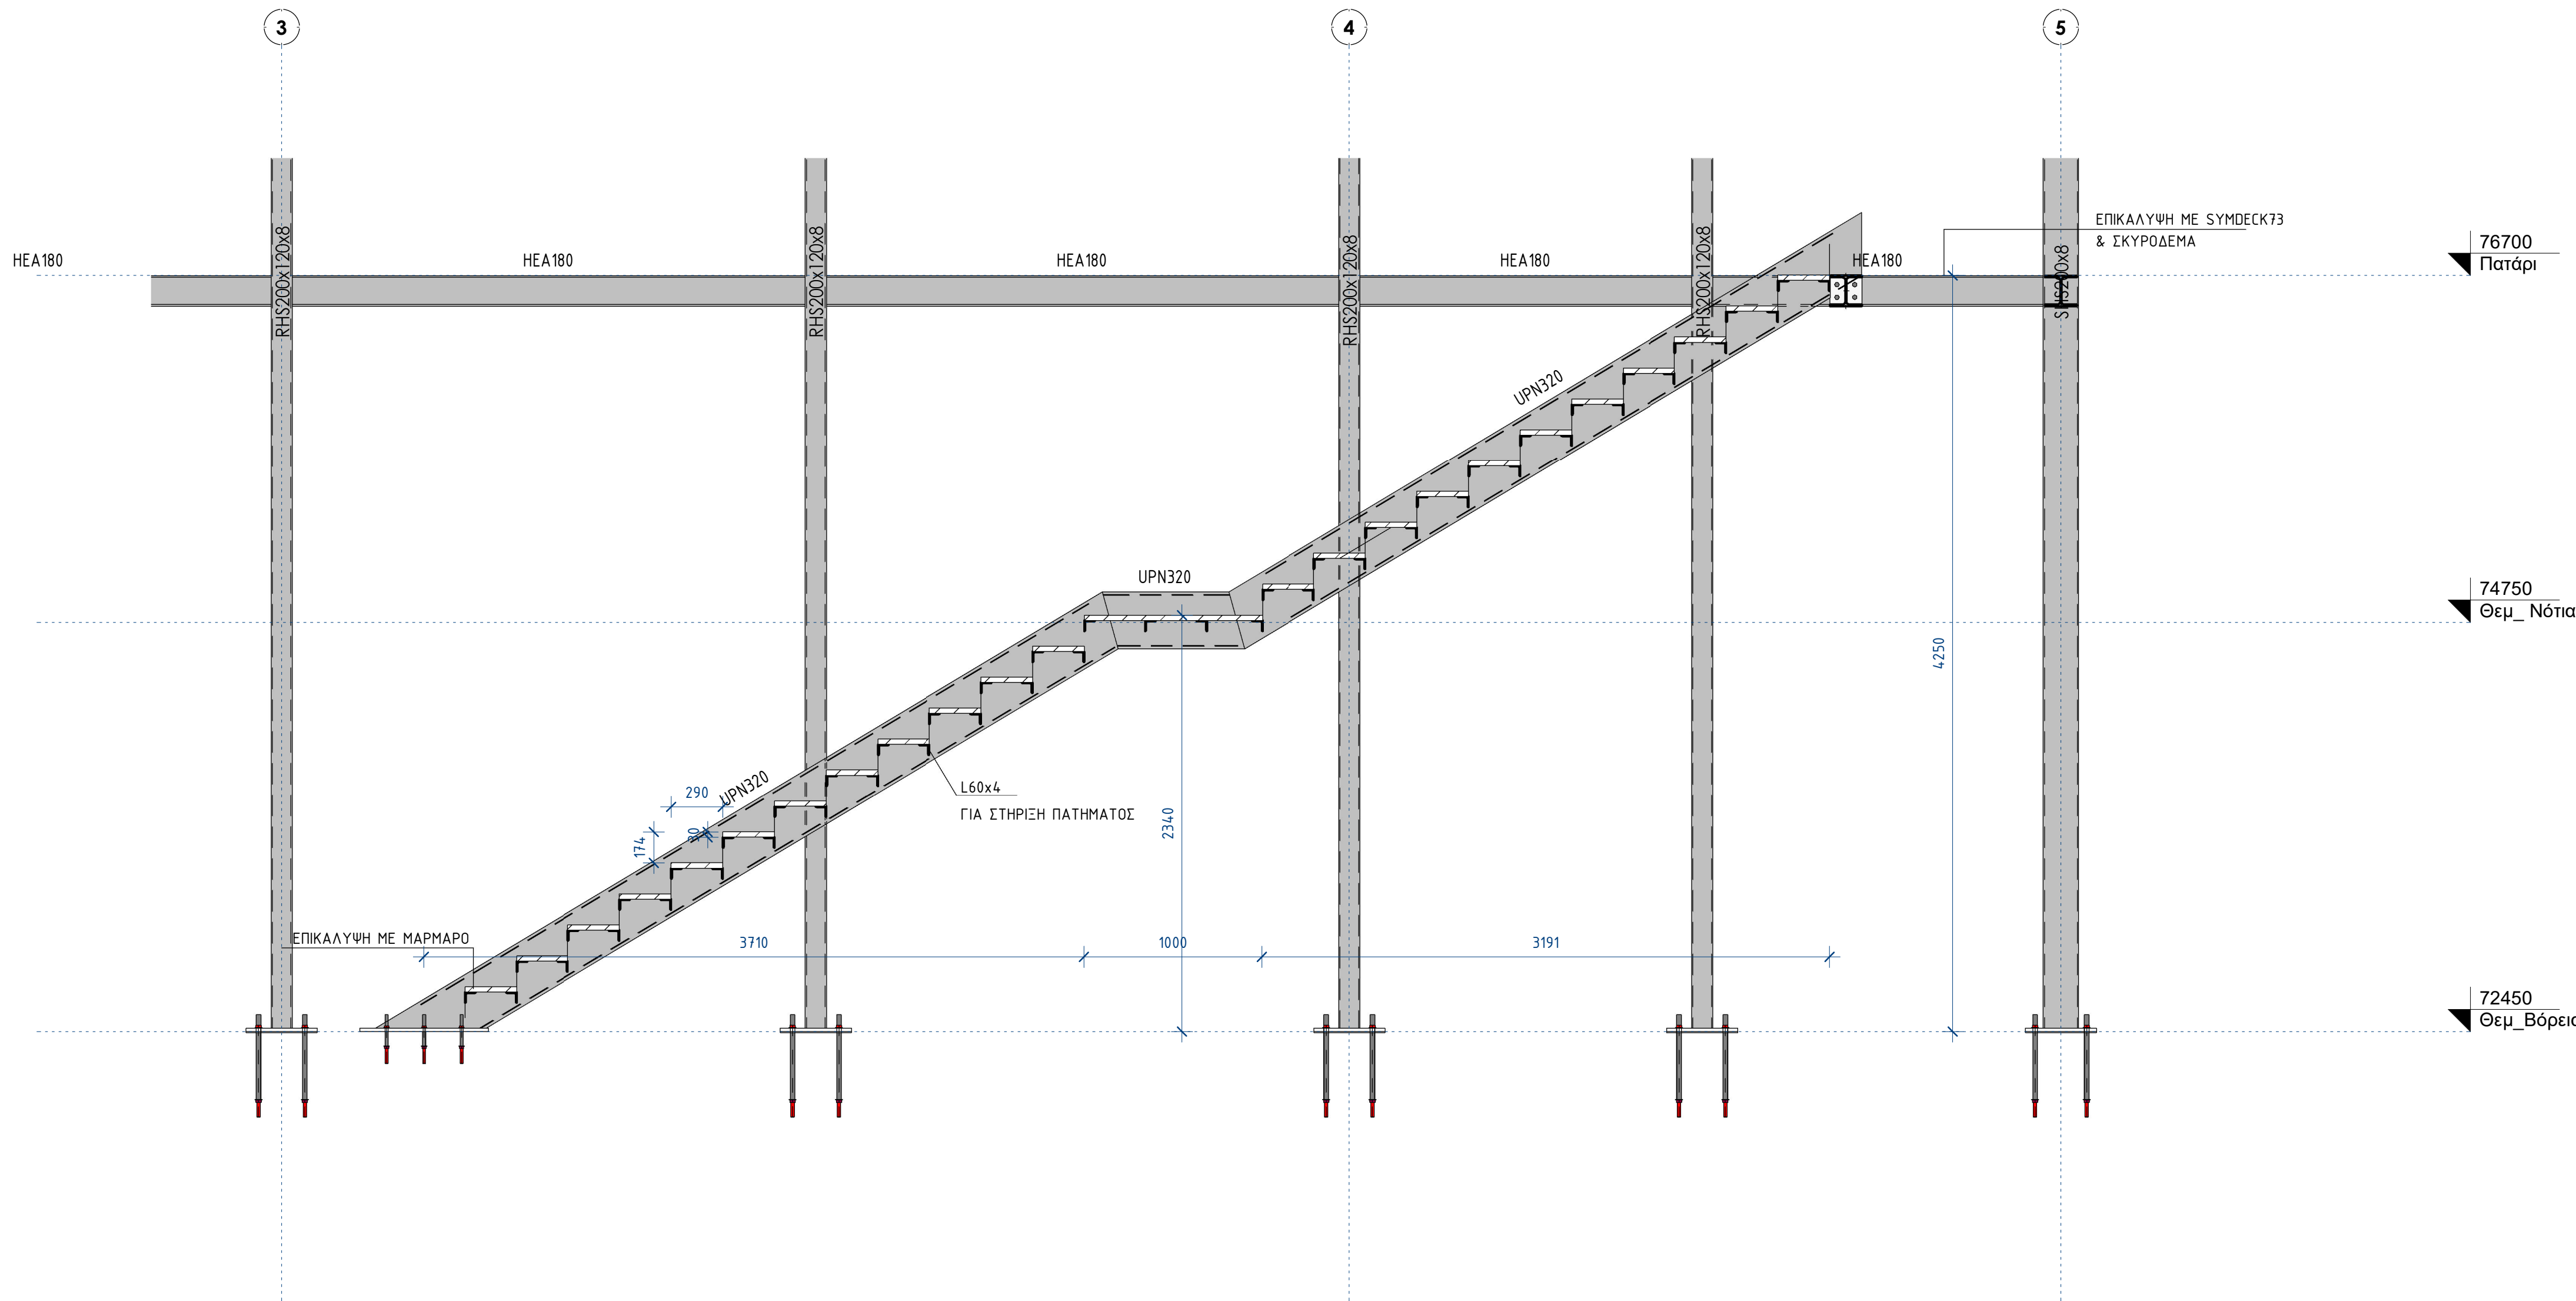 3
4
5
ΕΠΙΚΑΛΥΨΗ ΜΕ SYMDECK73
& ΣΚΥΡΟΔΕΜΑ
76700
Πατάρι
HEA180
HEA180
HEA180
HEA180
HEA180
RHS200x120x8
RHS200x120x8
RHS200x120x8
RHS200x120x8
SHS200x8
UPN320
UPN320
74750
Θεμ_ Νότια
4250
UPN320
290
174
30
L60x4
ΓΙΑ ΣΤΗΡΙΞΗ ΠΑΤΗΜΑΤΟΣ
2340
ΕΠΙΚΑΛΥΨΗ ΜΕ ΜΑΡΜΑΡΟ
3710
1000
3191
72450
Θεμ_Βόρεια